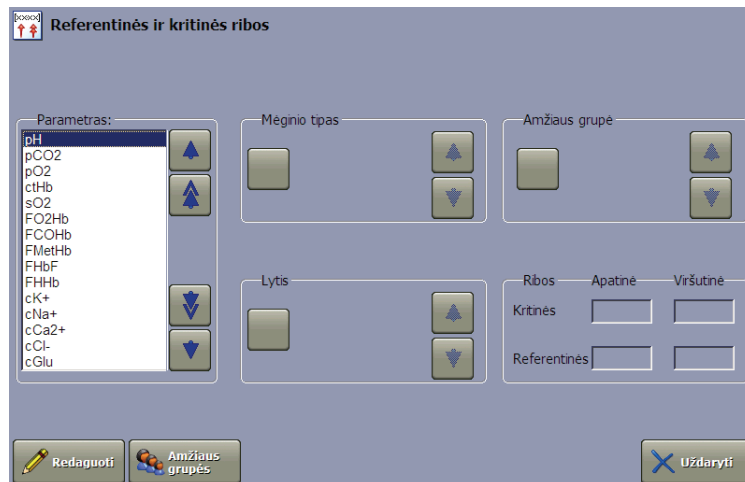 [xxxx]
Referentinės ir kritinės ribos
Parametras:
pH
pCO2
pO2
ctHb
sO2
FO2Hb
FCOHb
FMetHb
FHbF
FHHb
cK+
cNa+
cCa2+
cCl-
cGlu
Mėginio tipas
Amžiaus grupė
Lytis
Ribos Apatinė Viršutinė
Kritinės
Referentinės
Redaguoti
Amžiaus
grupės
Uždaryti